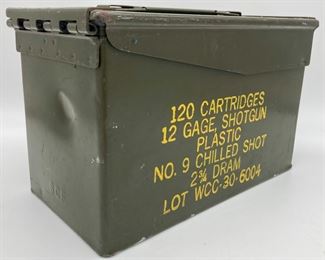 120 CARTRIDGES
12 GAGE, SHOTGUN
PLASTIC
NO. 9 CHILLED SHOT
2¾ DRAM
LOT WCC-30-6004